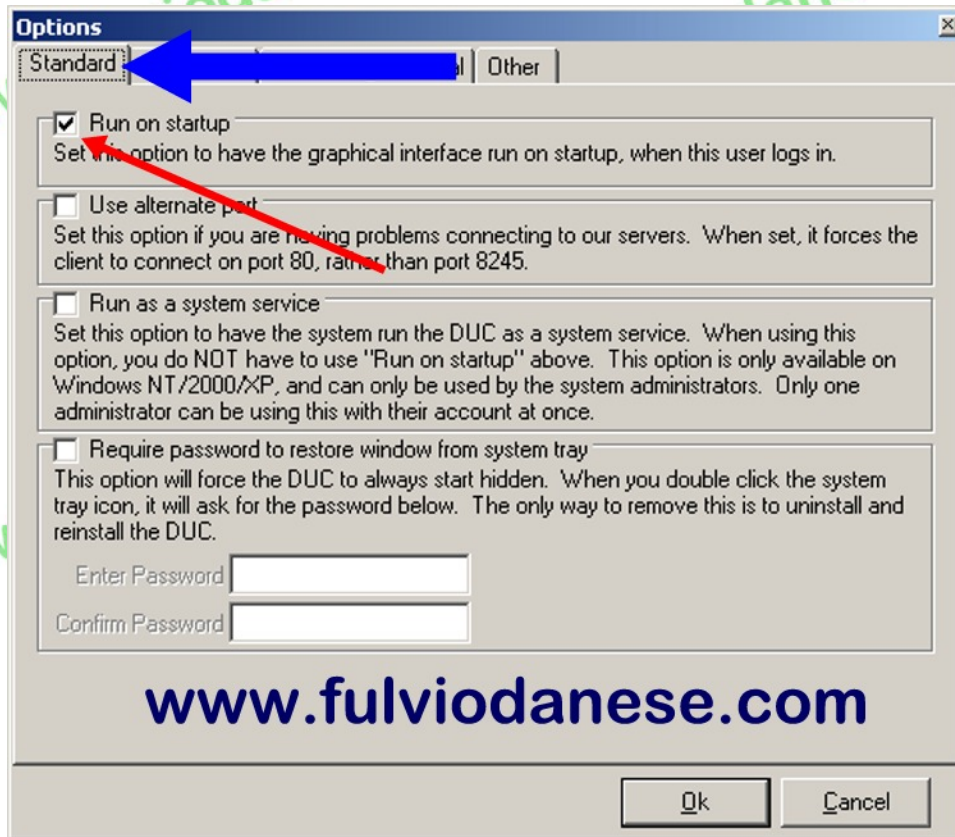 Options
Standard
Other
Run on startup
Set this option to have the graphical interface run on startup, when this user logs in.
Use alternate port
Set this option if you are having problems connecting to our servers. When set, it forces the
client to connect on port 80, rather than port 8245.
Run as a system service
Set this option to have the system run the DUC as a system service. When using this
option, you do NOT have to use "Run on startup" above. This option is only available on
Windows NT/2000/XP, and can only be used by the system administrators. Only one
administrator can be using this with their account at once.
Require password to restore window from system tray
This option will force the DUC to always start hidden. When you double click the system
tray icon, it will ask for the password below. The only way to remove this is to uninstall and
reinstall the DUC.
Enter Password
Confirm Password
www.fulviodanese.com
Ok
Cancel